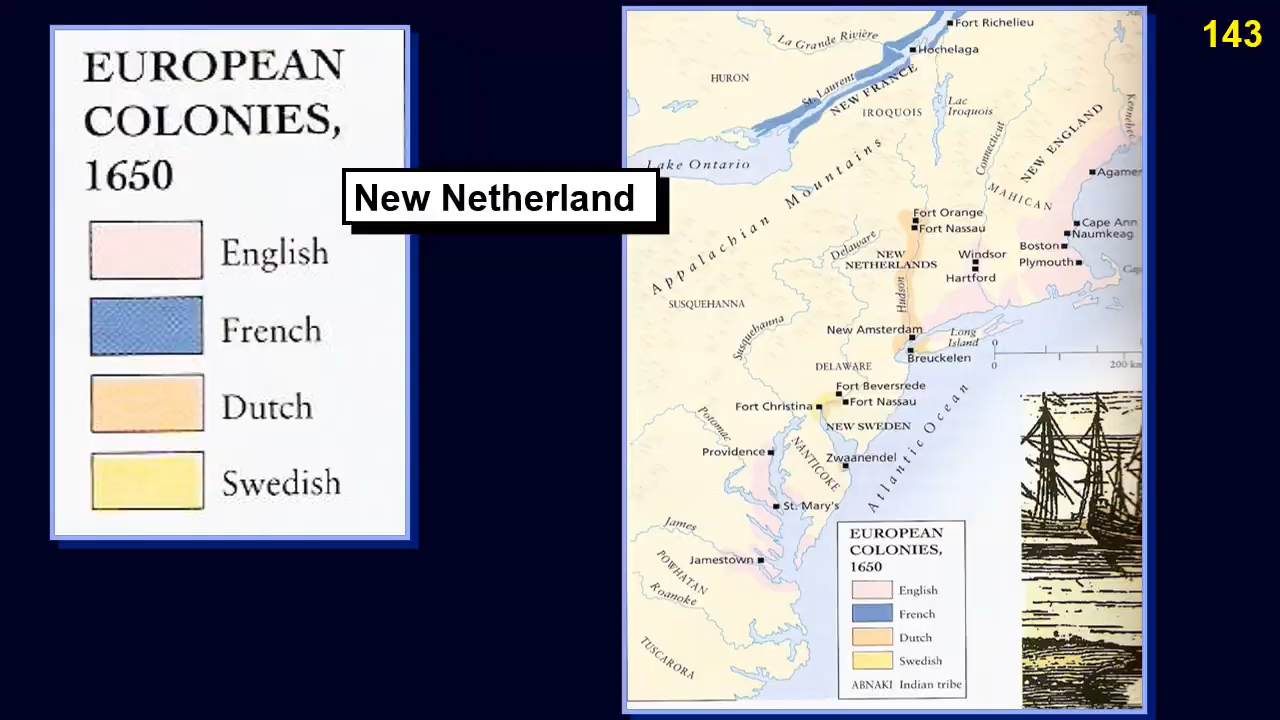 EUROPEAN
COLONIES,
1650
English
French
Dutch
Swedish
New Netherland
143
Fort Richelieu
La Grande Rivière
Hochelaga
HURON
St. Laurent
NEW FRANCE
IROQUOIS
Lac
Iroquois
Connecticut
NEW ENGLAND
Lake Ontario
Appalachian Mountains
MAHICAN
Fort Orange
Fort Nassau
Cape Ann
Naumkeag
Boston
Plymouth
Delaware
NEW
NETHERLANDS
Windsor
Hartford
Hudson
SUSQUEHANNA
Susquehanna
New Amsterdam
Long
Island
Breuckelen
0
0
200 km
DELAWARE
Fort Beversrede
Fort Nassau
Fort Christina
NEW SWEDEN
Potomac
NANTICOKE
Providence
Zwaanendel
Atlantic Ocean
St. Mary's
James
Jamestown
POWHATAN
Roanoke
TUSCARORA
EUROPEAN
COLONIES,
1650
English
French
Dutch
Swedish
ABNAKI Indian tribe